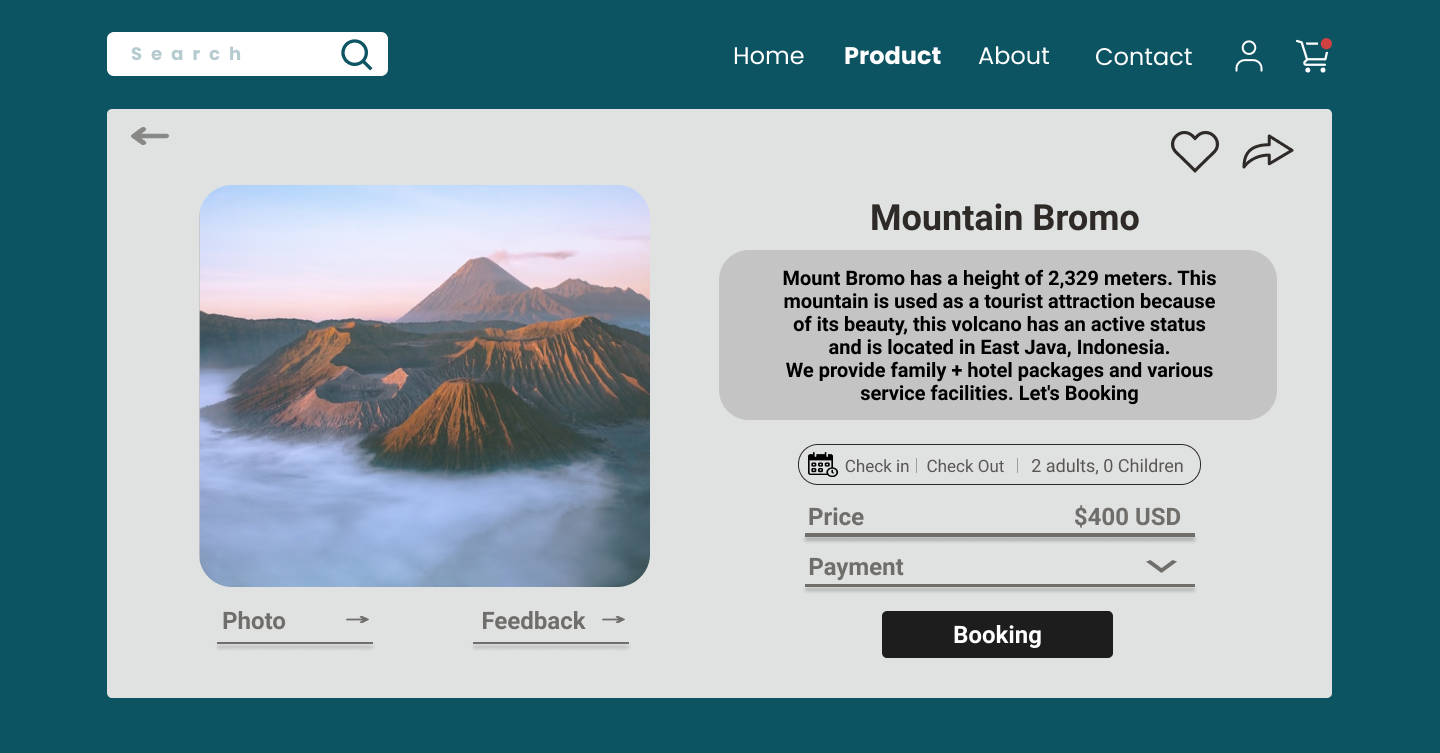 Search
Home Product About Contact
Mountain Bromo
Mount Bromo has a height of 2,329 meters. This
mountain is used as a tourist attraction because
of its beauty, this volcano has an active status
and is located in East Java, Indonesia.
We provide family + hotel packages and various
service facilities. Let's Booking
Check in | Check Out | 2 adults, 0 Children
Price $400 USD
Payment
Photo Feedback
Booking